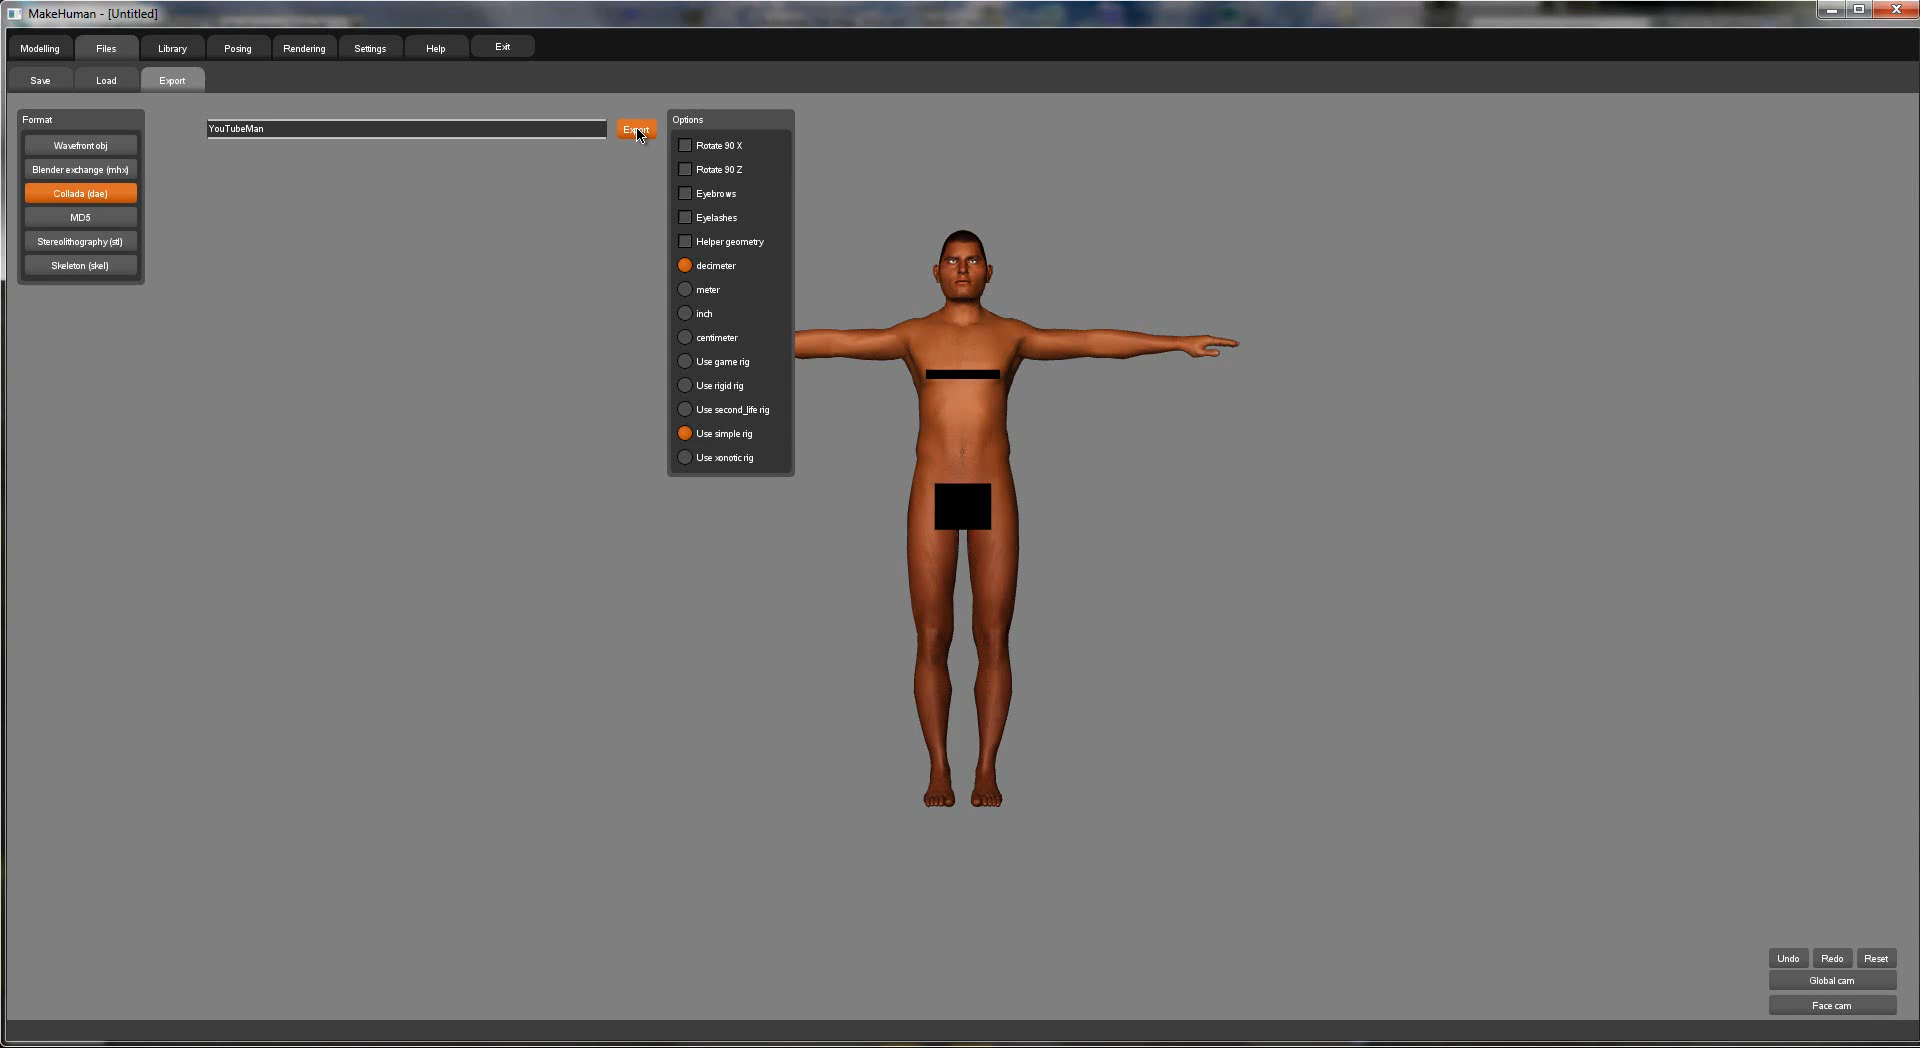 MakeHuman - [Untitled]
Modelling Files Library Posing Rendering Settings Help Exit
Save Load Export
Format
Wavefront obj
Blender exchange (mhx)
Collada (dae)
MD5
Stereolithography (stl)
Skeleton (skel)
YouTubeMan
Export
Options
Rotate 90 X
Rotate 90 Z
Eyebrows
Eyelashes
Helper geometry
decimeter
meter
inch
centimeter
Use game rig
Use rigid rig
Use second_life rig
Use simple rig
Use xonotic rig
Undo Redo Reset
Global cam
Face cam